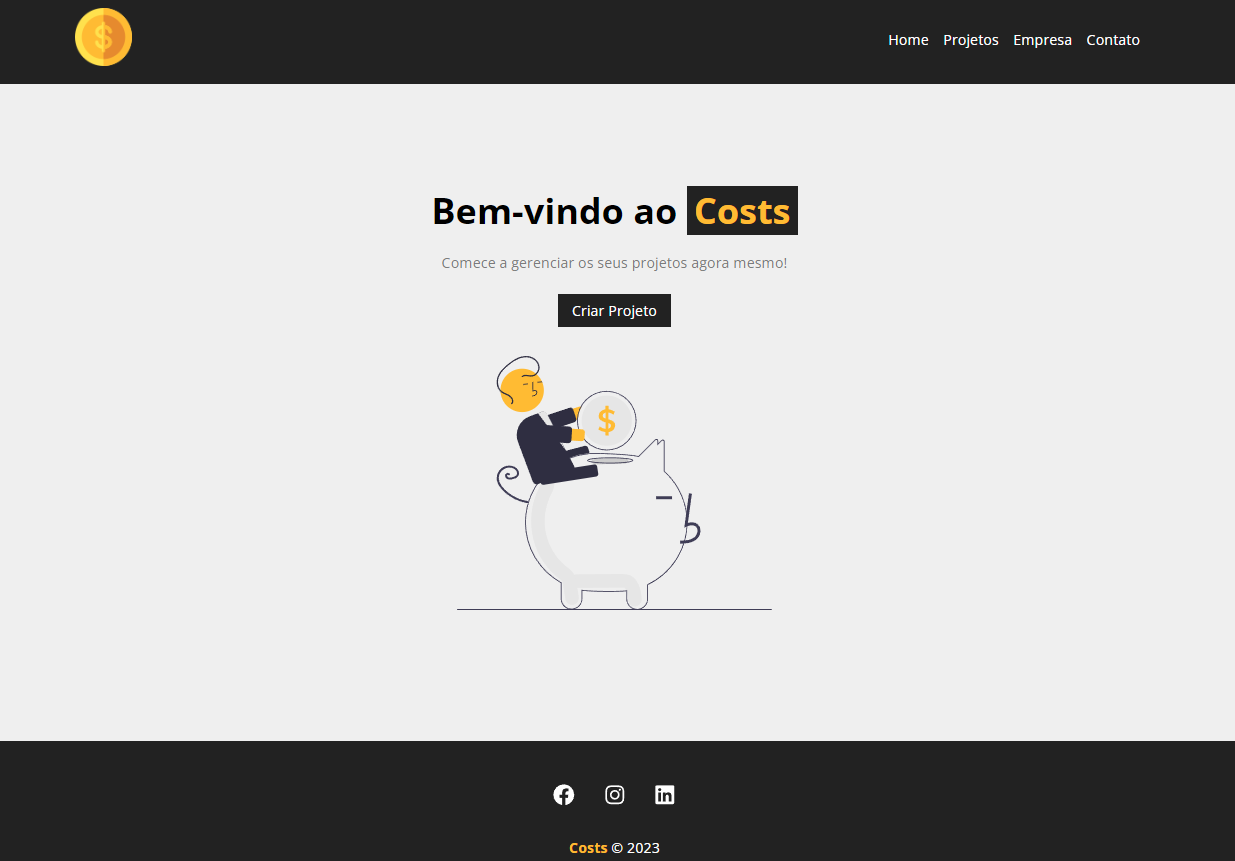 $
Home Projetos Empresa Contato
Bem-vindo ao Costs
Comece a gerenciar os seus projetos agora mesmo!
Criar Projeto
$
Costs © 2023